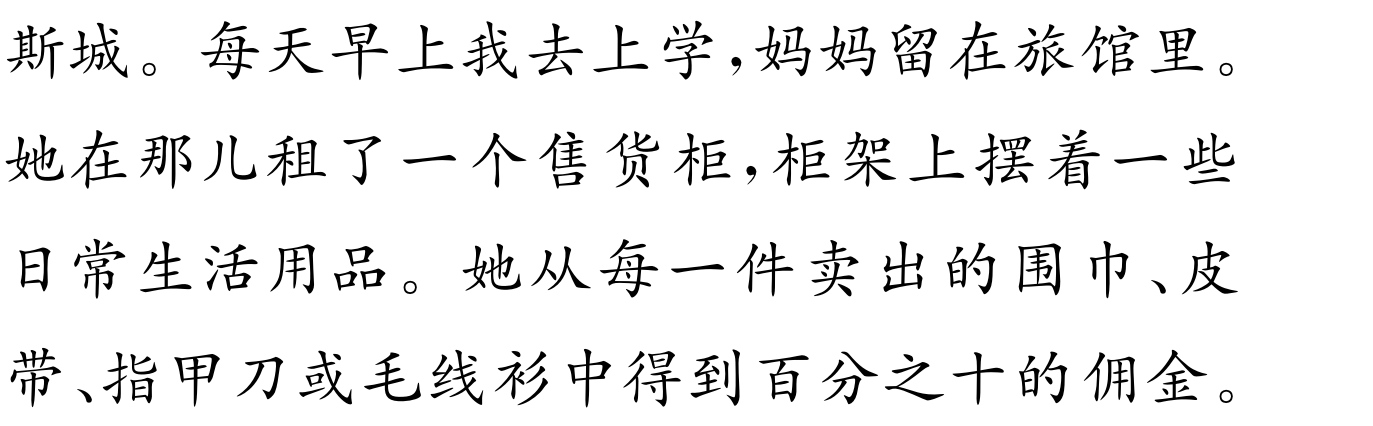 斯城。每天早上我去上学,妈妈留在旅馆里。
她在那儿租了一个售货柜,柜架上摆着一些
日常生活用品。她从每一件卖出的围巾、皮
带、指甲刀或毛线衫中得到百分之十的佣金。